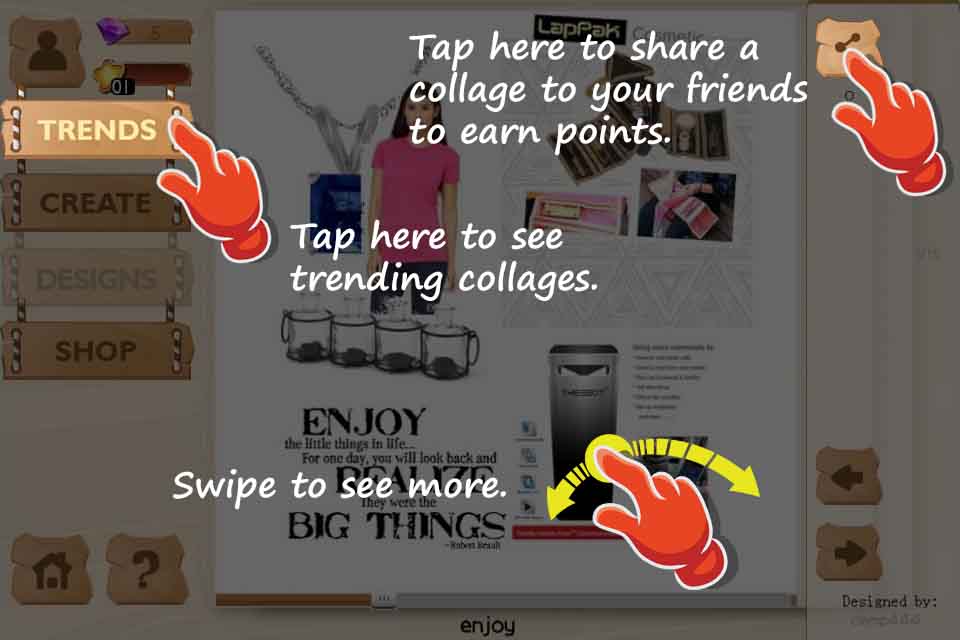 5
01
TRENDS
CREATE
DESIGNS
SHOP
LapPak Cosmetic
Tap here to share a
collage to your friends
to earn points.
Tap here to see
trending collages.
ENJOY
the little things in life...
For one day, you will look back and
REALIZE
They were the
BIG THINGS
~Robert Brault
Swipe to see more.
?
/15
Designed by:
enjoy